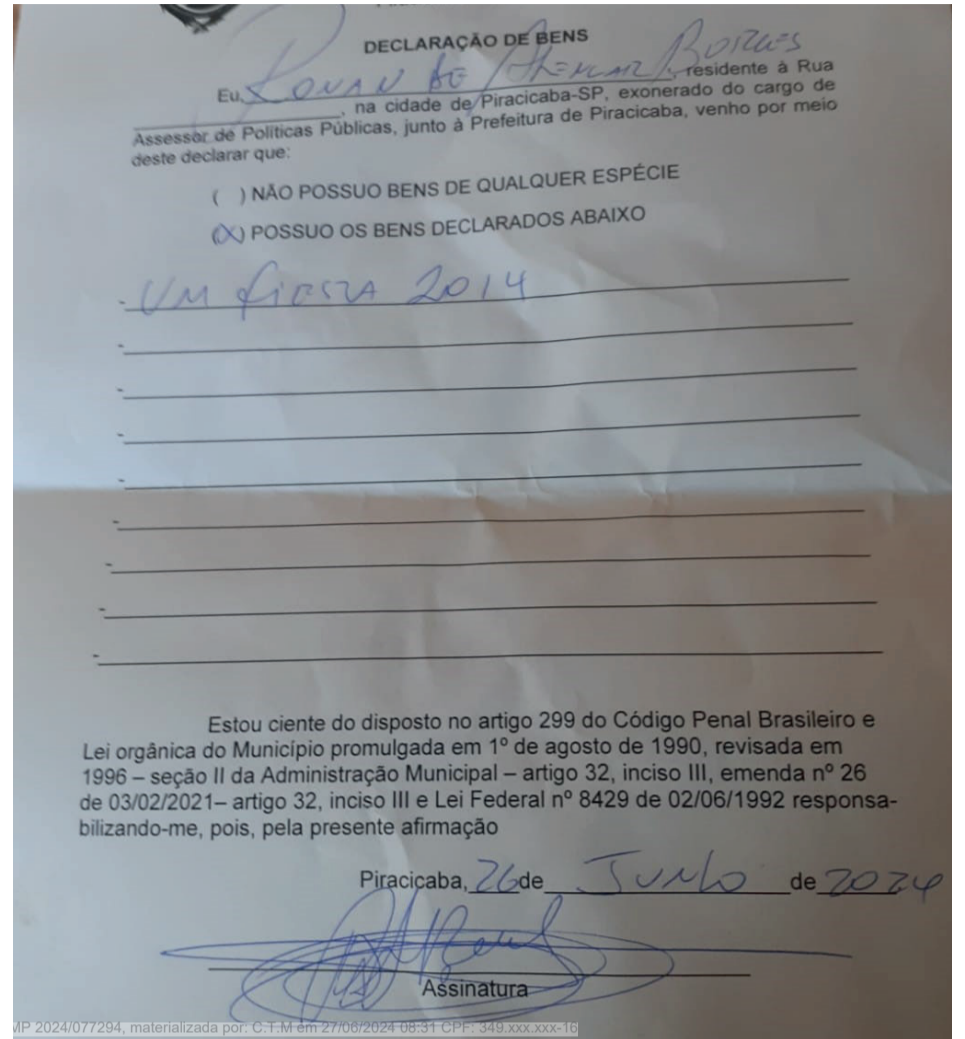 DECLARAÇÃO DE BENS
Eu, RONAN DE ALENCAR BORGES, residente à Rua
, na cidade de Piracicaba-SP, exonerado do cargo de
Assessor de Políticas Públicas, junto à Prefeitura de Piracicaba, venho por meio
deste declarar que:
( ) NÃO POSSUO BENS DE QUALQUER ESPÉCIE
(X) POSSUO OS BENS DECLARADOS ABAIXO
- UM FIESTA 2014
-
-
-
-
-
-
-
-
Estou ciente do disposto no artigo 299 do Código Penal Brasileiro e
Lei orgânica do Município promulgada em 1º de agosto de 1990, revisada em
1996 – seção II da Administração Municipal – artigo 32, inciso III, emenda nº 26
de 03/02/2021– artigo 32, inciso III e Lei Federal nº 8429 de 02/06/1992 responsa-
bilizando-me, pois, pela presente afirmação
Piracicaba, 26 de JUNhO de 2024
Assinatura
MP 2024/077294, materializada por: C.T.M em 27/06/2024 08:31 CPF: 349.xxx.xxx-16